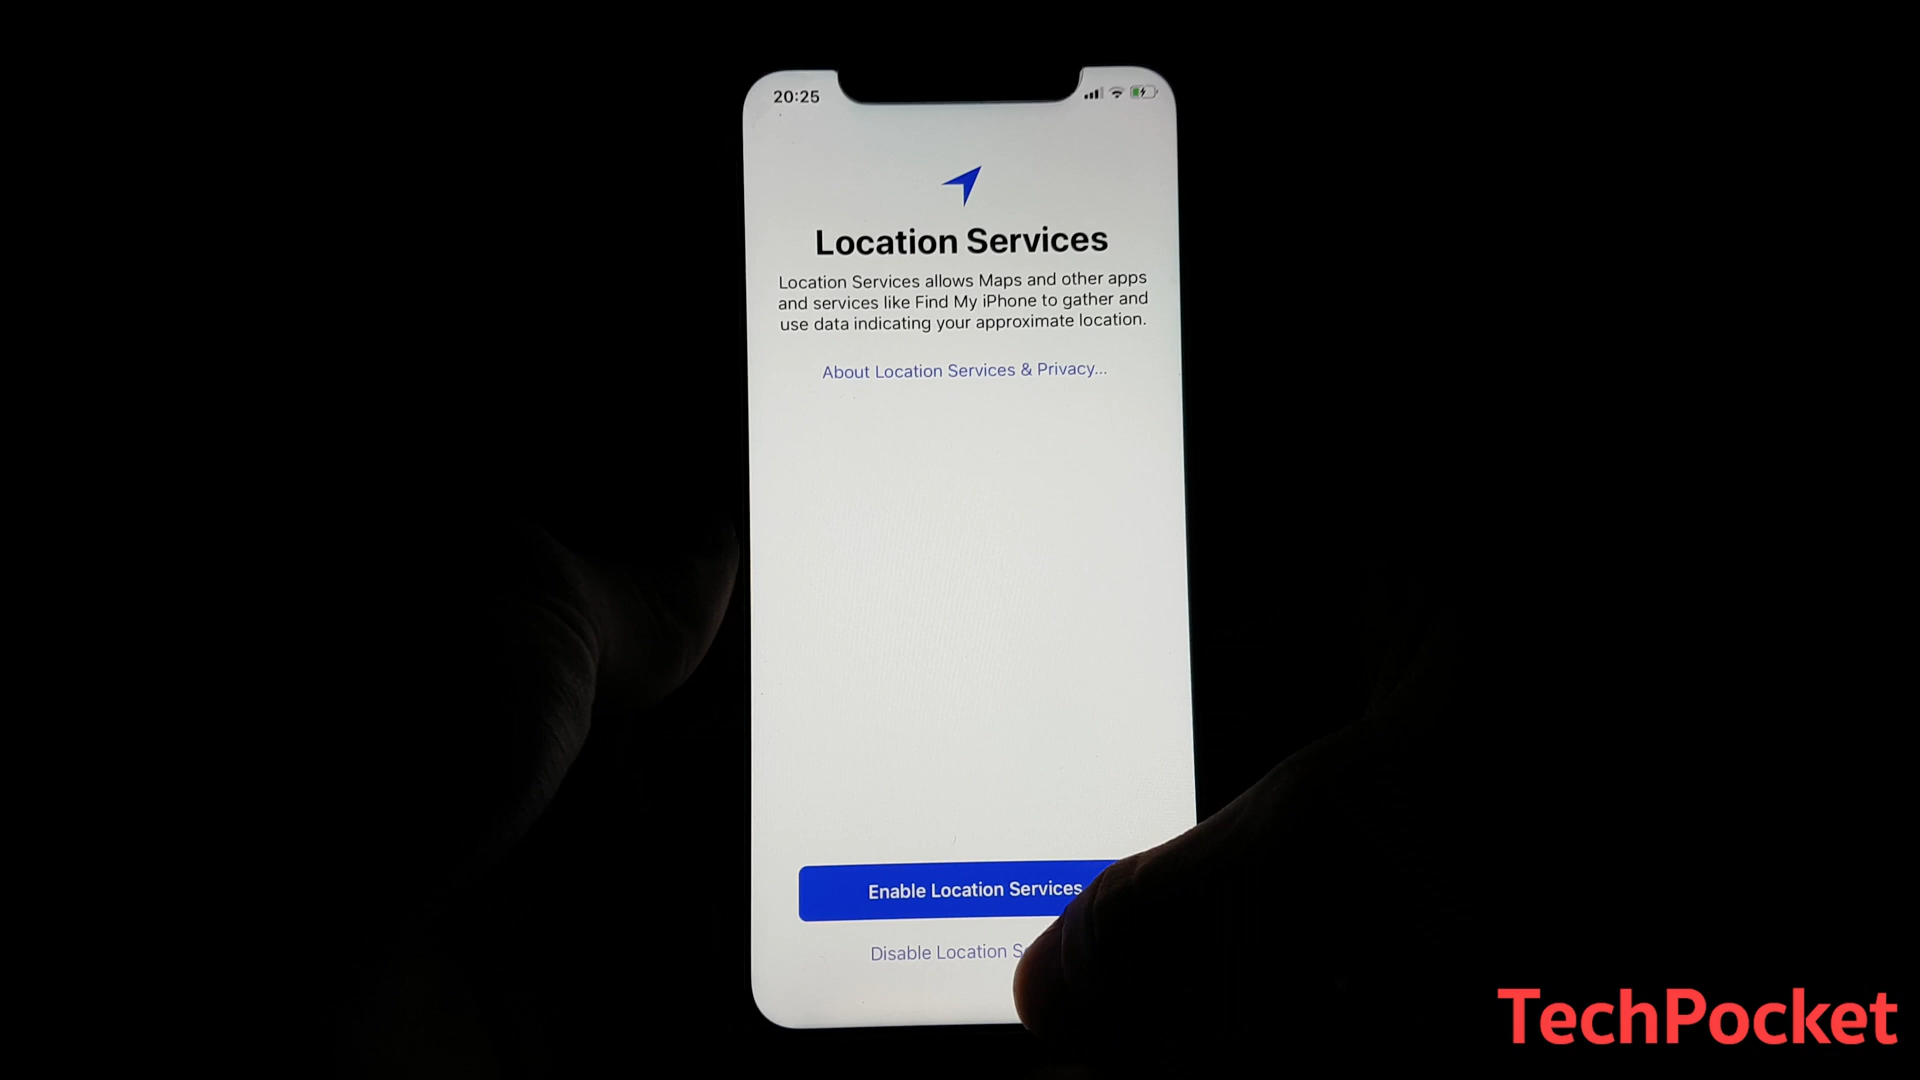 20:25
Location Services
Location Services allows Maps and other apps
and services like Find My iPhone to gather and
use data indicating your approximate location.
About Location Services & Privacy...
Enable Location Services
Disable Location
TechPocket